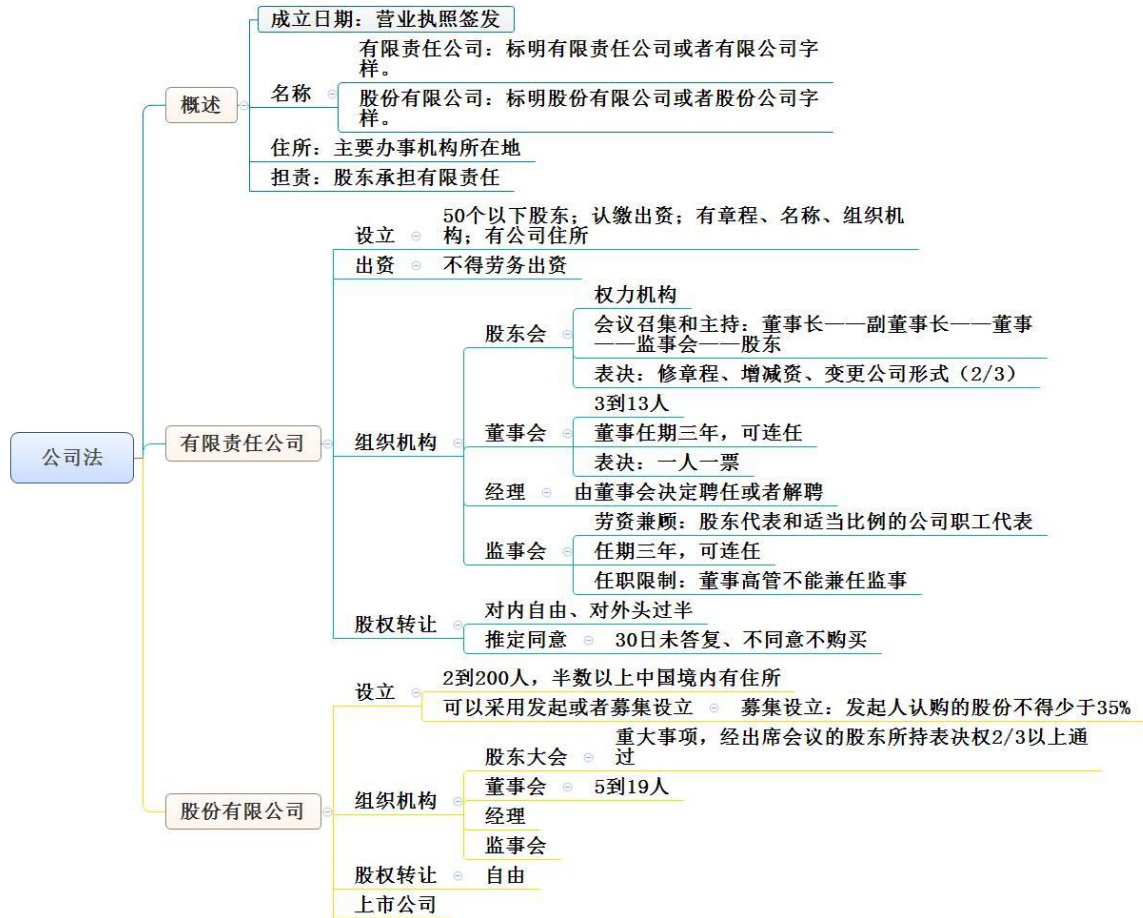 公司法
概述
成立日期：营业执照签发
名称
有限责任公司：标明有限责任公司或者有限公司字
样。
股份有限公司：标明股份有限公司或者股份公司字
样。
住所：主要办事机构所在地
担责：股东承担有限责任
有限责任公司
设立
50个以下股东；认缴出资；有章程、名称、组织机
构；有公司住所
出资
不得劳务出资
组织机构
股东会
权力机构
会议召集和主持：董事长——副董事长——董事
——监事会——股东
表决：修章程、增减资、变更公司形式（2/3）
董事会
3到13人
董事任期三年，可连任
表决：一人一票
经理
由董事会决定聘任或者解聘
监事会
劳资兼顾：股东代表和适当比例的公司职工代表
任期三年，可连任
任职限制：董事高管不能兼任监事
股权转让
对内自由、对外头过半
推定同意
30日未答复、不同意不购买
股份有限公司
设立
2到200人，半数以上中国境内有住所
可以采用发起或者募集设立
募集设立：发起人认购的股份不得少于35%
组织机构
股东大会
重大事项，经出席会议的股东所持表决权2/3以上通
过
董事会
5到19人
经理
监事会
股权转让
自由
上市公司